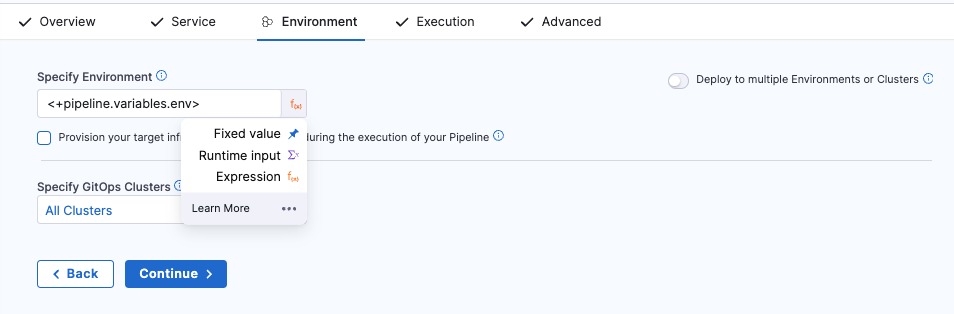 Overview
Service
Environment
Execution
Advanced
Specify Environment
Deploy to multiple Environments or Clusters
<+pipeline.variables.env>
f(x)
Fixed value
Provision your target during the execution of your Pipeline
Runtime input
Expression f(x)
Specify GitOps Clusters
All Clusters
Learn More
Back
Continue